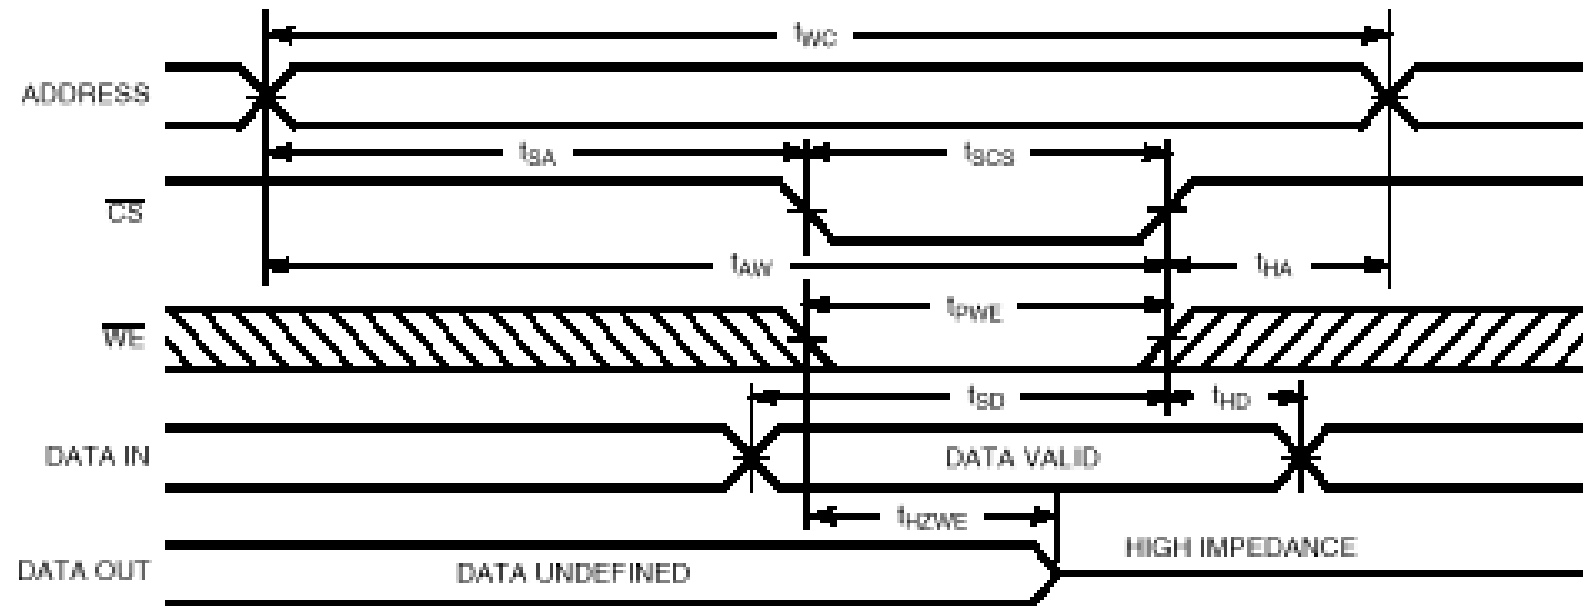 tWC
ADDRESS
tSA tSCS
CS
tAW tHA
tPWE
WE
tSD tHD
DATA IN DATA VALID
tHZWE
HIGH IMPEDANCE
DATA OUT DATA UNDEFINED